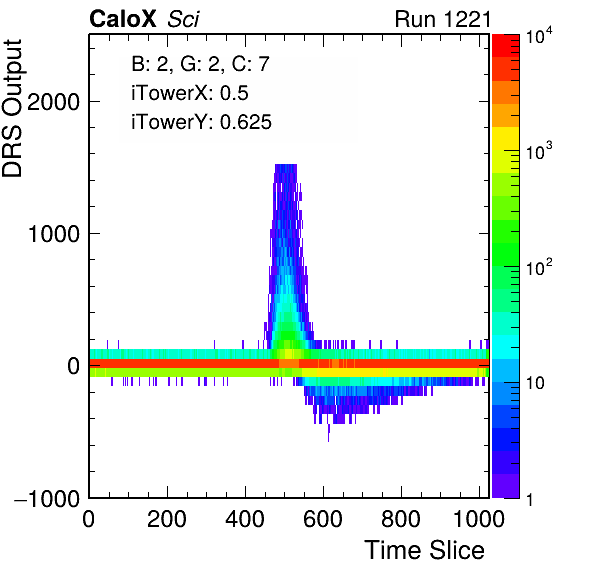 CaloX Sci Run 1221
B: 2, G: 2, C: 7
iTowerX: 0.5
iTowerY: 0.625
DRS Output
2000
1000
0
−1000
0 200 400 600 800 1000
Time Slice
10^4
10^3
10^2
10
1